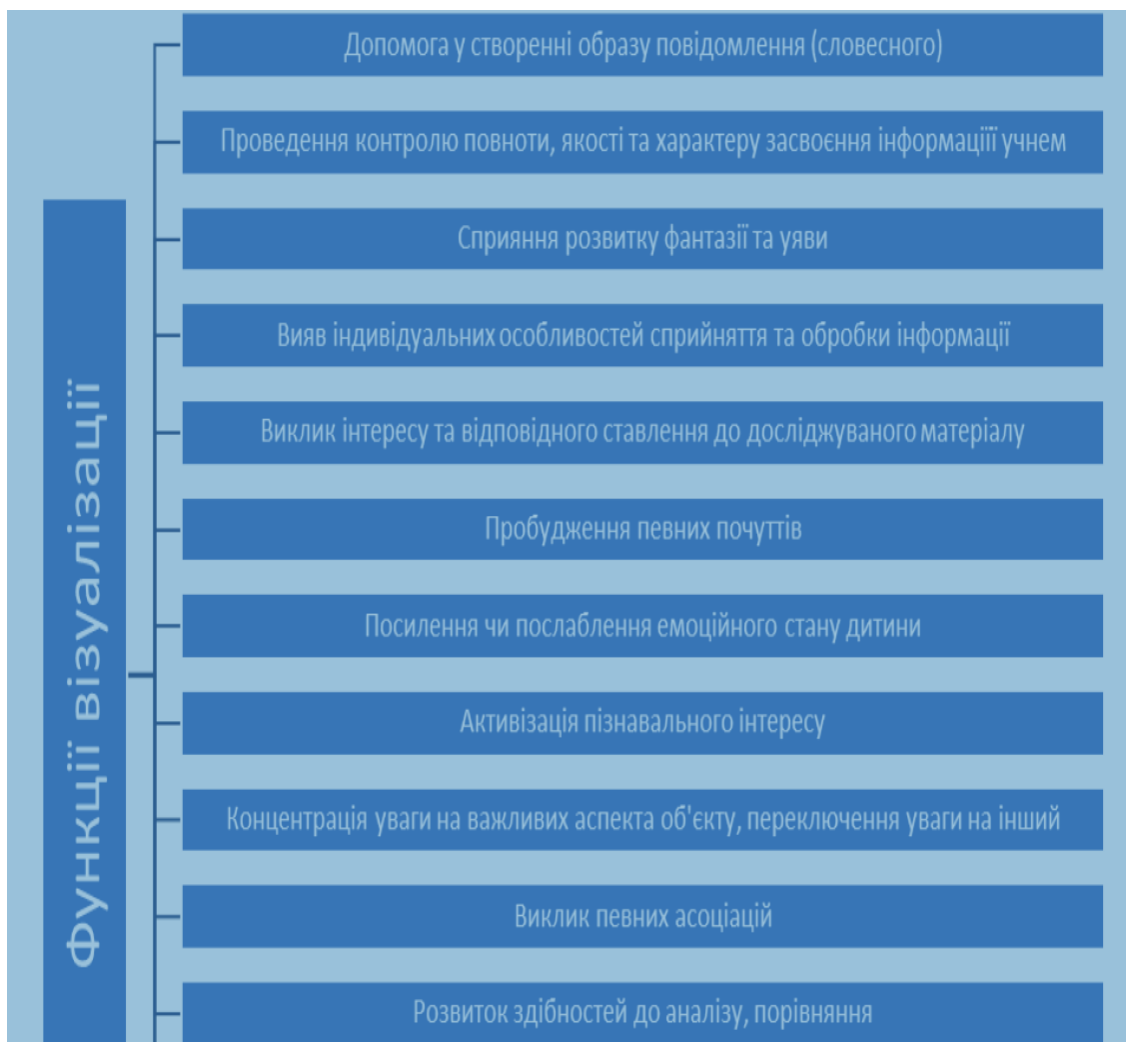 Функції візуалізації
Допомога у створенні образу повідомлення (словесного)
Проведення контролю повноти, якості та характеру засвоєння інформаціїї учнем
Сприяння розвитку фантазії та уяви
Вияв індивідуальних особливостей сприйняття та обробки інформації
Виклик інтересу та відповідного ставлення до досліджуваного матеріалу
Пробудження певних почуттів
Посилення чи послаблення емоційного стану дитини
Активізація пізнавального інтересу
Концентрація уваги на важливих аспекта об'єкту, переключення уваги на інший
Виклик певних асоціацій
Розвиток здібностей до аналізу, порівняння